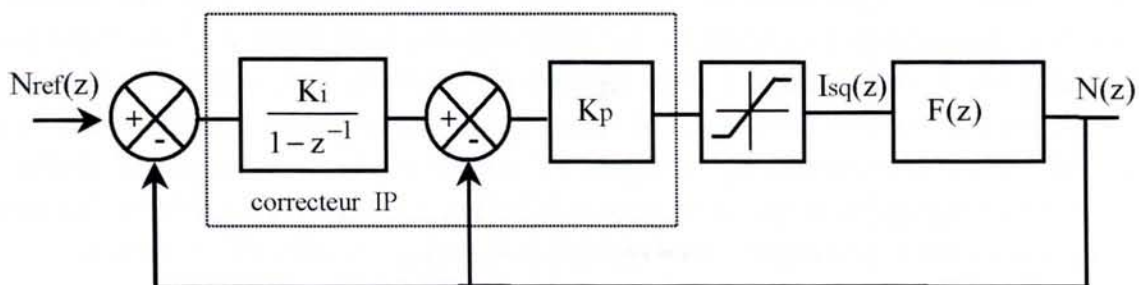 Nref(z)
+
-
Ki
1 - z⁻¹
correcteur IP
+
-
Kp
Isq(z)
F(z)
N(z)